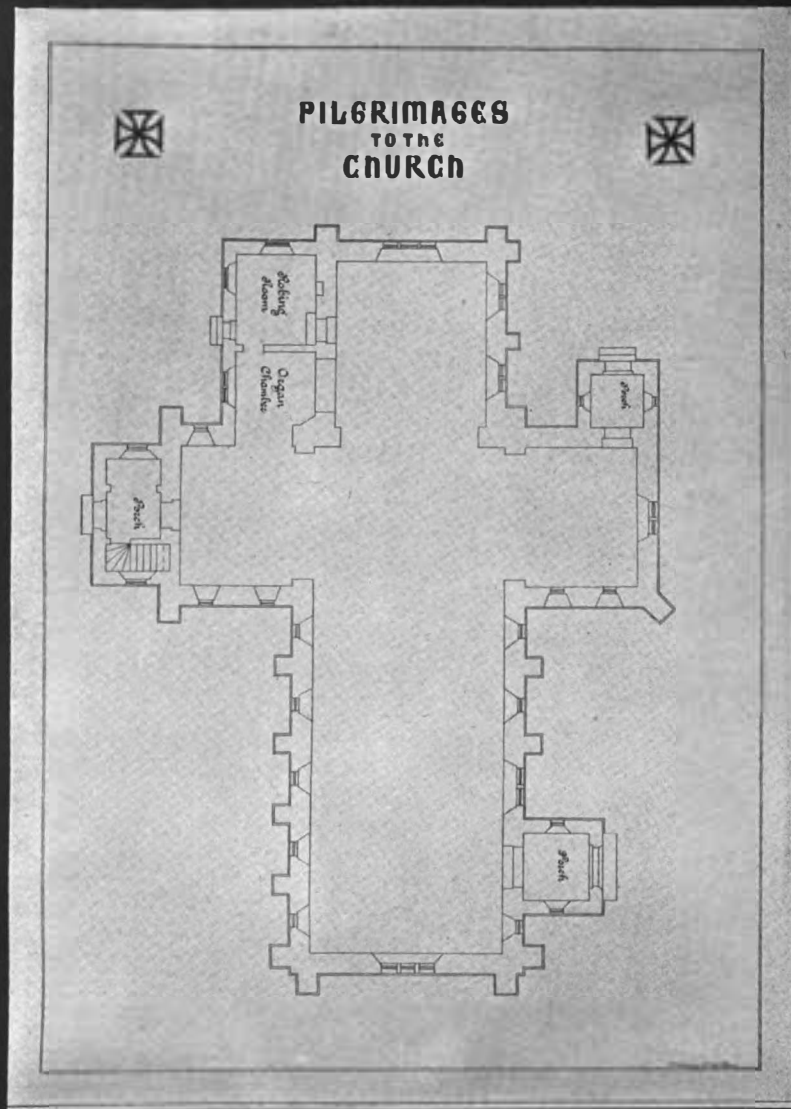 PILGRIMAGES
TO THE
CHURCH
Robing
Room
Organ
Chamber
Porch
Porch
Porch